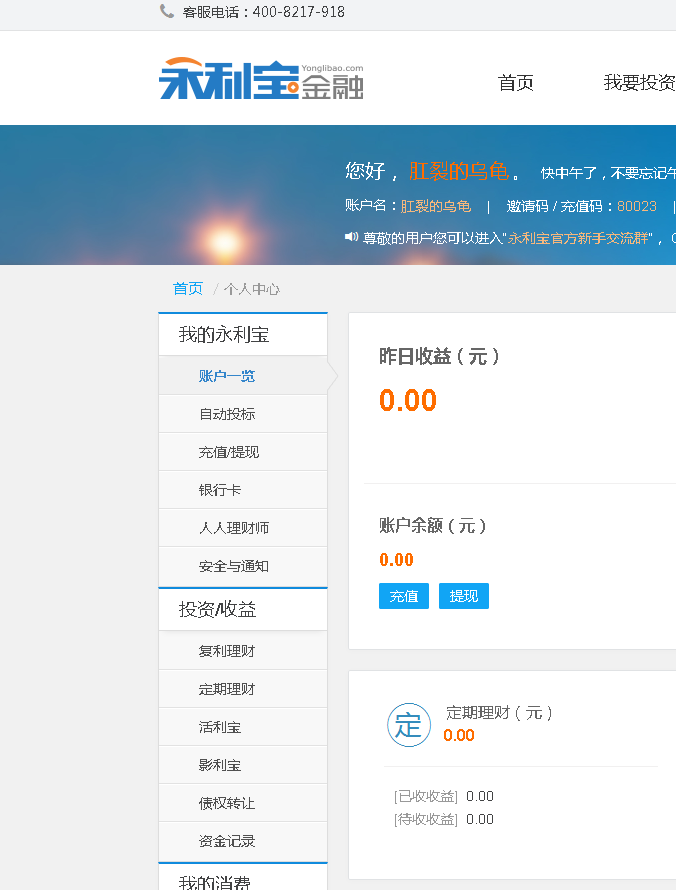 客服电话：400-8217-918
永利宝金融 Yonglibao.com
首页 我要投资
您好， 肛裂的乌龟。 快中午了，不要忘记午
账户名：肛裂的乌龟 | 邀请码 / 充值码：80023 |
尊敬的用户您可以进入"永利宝官方新手交流群"，
首页 / 个人中心
我的永利宝
账户一览
自动投标
充值/提现
银行卡
人人理财师
安全与通知
投资/收益
复利理财
定期理财
活利宝
影利宝
债权转让
资金记录
我的消费
昨日收益（元）
0.00
账户余额（元）
0.00
充值 提现
定 定期理财（元）
0.00
[已收收益] 0.00
[待收收益] 0.00